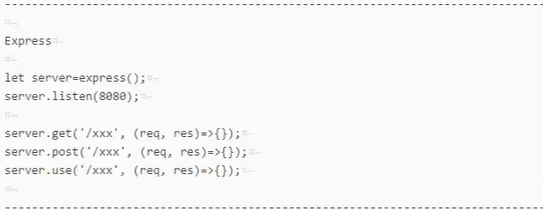 --------------------------------------------------------------------------------
Express
let server=express();
server.listen(8080);
server.get('/xxx', (req, res)=>{});
server.post('/xxx', (req, res)=>{});
server.use('/xxx', (req, res)=>{});
--------------------------------------------------------------------------------